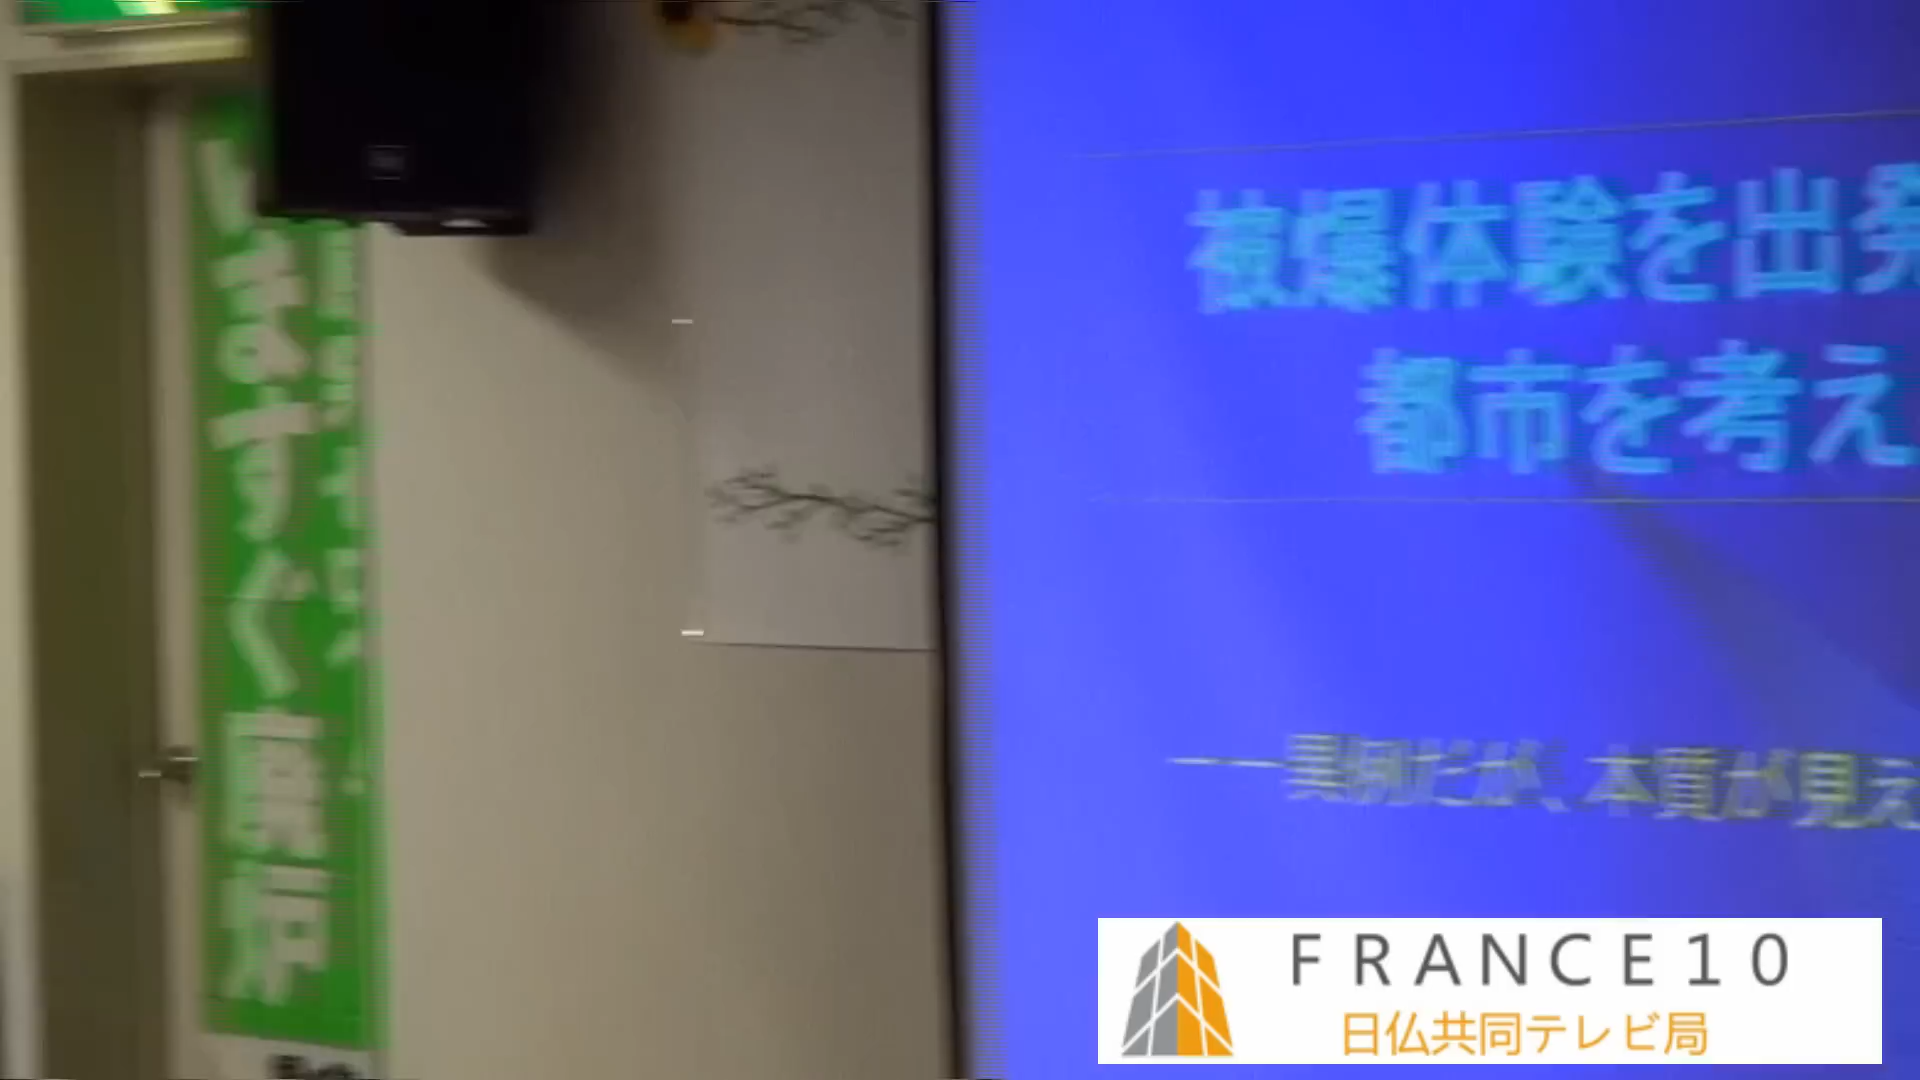 いますぐ廃炉
被爆体験を出発
都市を考え
――異例だが、本質が見え
FRANCE10
日仏共同テレビ局